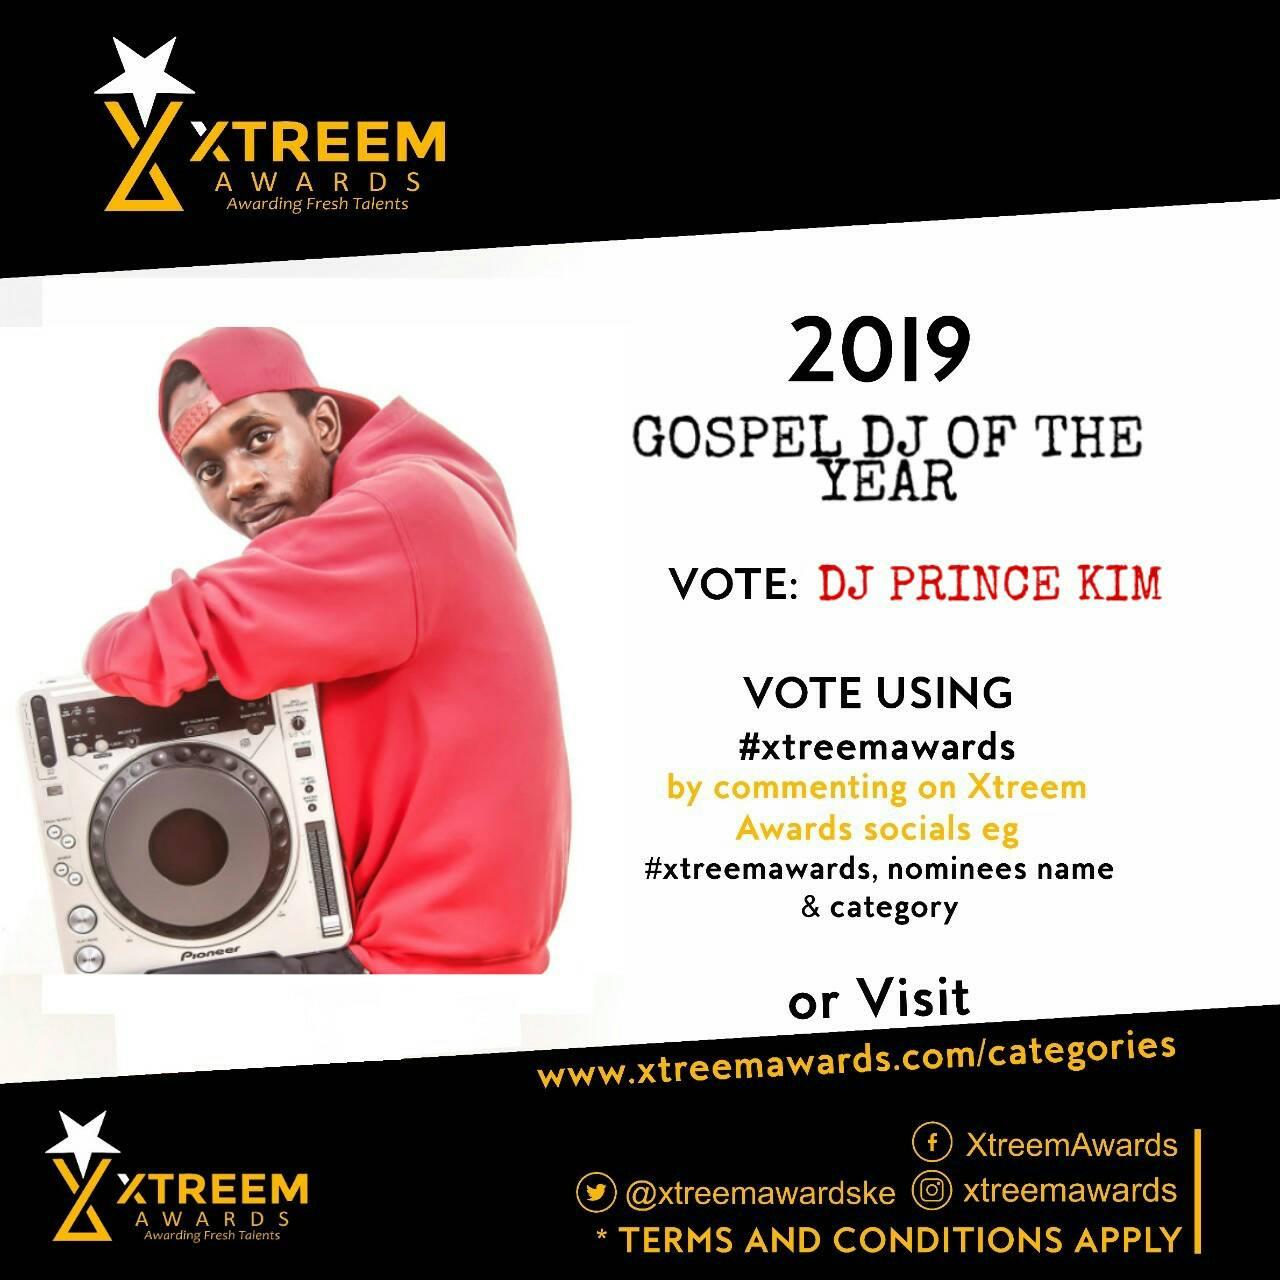 XTREEM
AWARDS
Awarding Fresh Talents
2019
GOSPEL DJ OF THE
YEAR
VOTE: DJ PRINCE KIM
VOTE USING
#xtreemawards
by commenting on Xtreem
Awards socials eg
#xtreemawards, nominees name
& category
or Visit
www.xtreemawards.com/categories
Pioneer
XTREEM
AWARDS
Awarding Fresh Talents
XtreemAwards
@xtreemawardske xtreemawards
* TERMS AND CONDITIONS APPLY